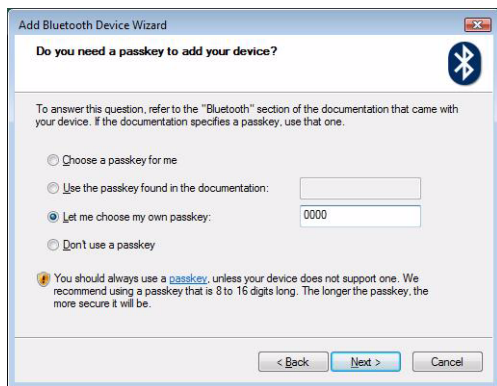 Add Bluetooth Device Wizard
Do you need a passkey to add your device?
To answer this question, refer to the "Bluetooth" section of the documentation that came with
your device. If the documentation specifies a passkey, use that one.
Choose a passkey for me
Use the passkey found in the documentation:
Let me choose my own passkey: 0000
Don't use a passkey
You should always use a passkey, unless your device does not support one. We
recommend using a passkey that is 8 to 16 digits long. The longer the passkey, the
more secure it will be.
< Back Next > Cancel